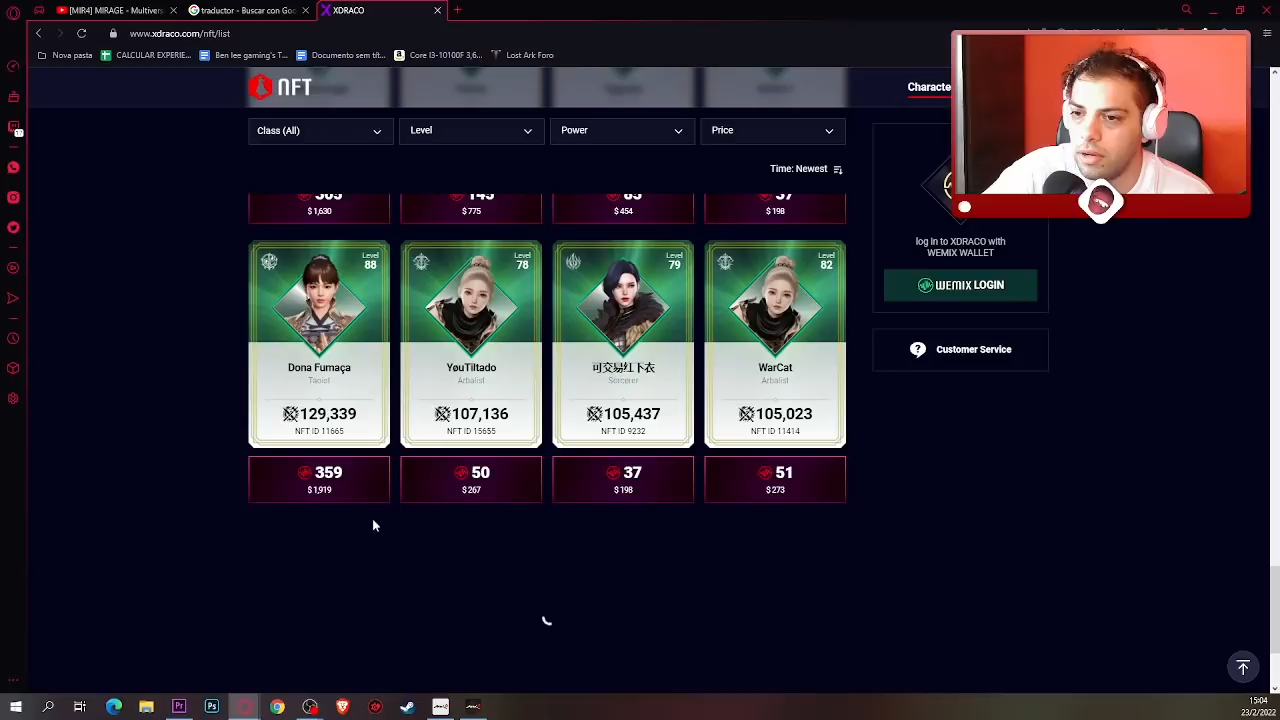 [MIR4] MIRAGE - Multivers
traductor - Buscar con Goo
XDRACO
www.xdraco.com/nft/list
Nova pasta
CALCULAR EXPERIE...
Ben lee gaming's T...
Documento sem tít...
Core I3-10100F 3,6...
Lost Ark Foro
NFT
Characte
Class (All)
Level
Power
Price
Time: Newest
$ 1,630
$ 775
$ 454
$ 198
log in to XDRACO with
WEMIX WALLET
WEMIX LOGIN
Customer Service
Level
88
Level
78
Level
79
Level
82
Dona Fumaça
YøuTiltado
可交易红下衣
WarCat
Taoist
Arbalist
Sorcerer
Arbalist
129,339
107,136
105,437
105,023
NFT ID 11665
NFT ID 15655
NFT ID 9232
NFT ID 11414
359
50
37
51
$ 1,919
$ 267
$ 198
$ 273
15:04
23/2/2022